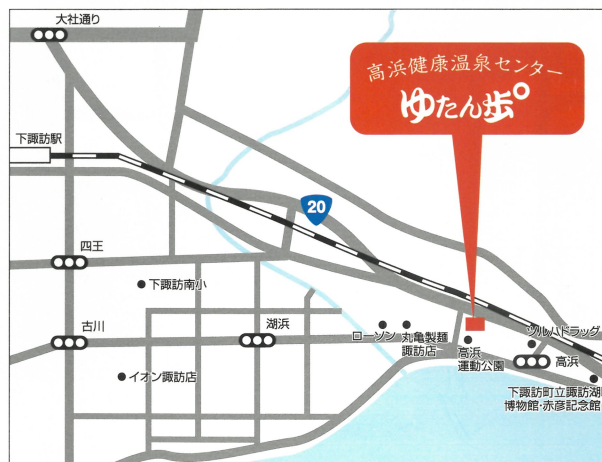 大社通り
高浜健康温泉センター
ゆたん歩°
下諏訪駅
20
四王
下諏訪南小
古川
湖浜
ローソン
丸亀製麺
諏訪店
高浜
運動公園
ツルハドラッグ
高浜
イオン諏訪店
下諏訪町立諏訪湖
博物館・赤彦記念館